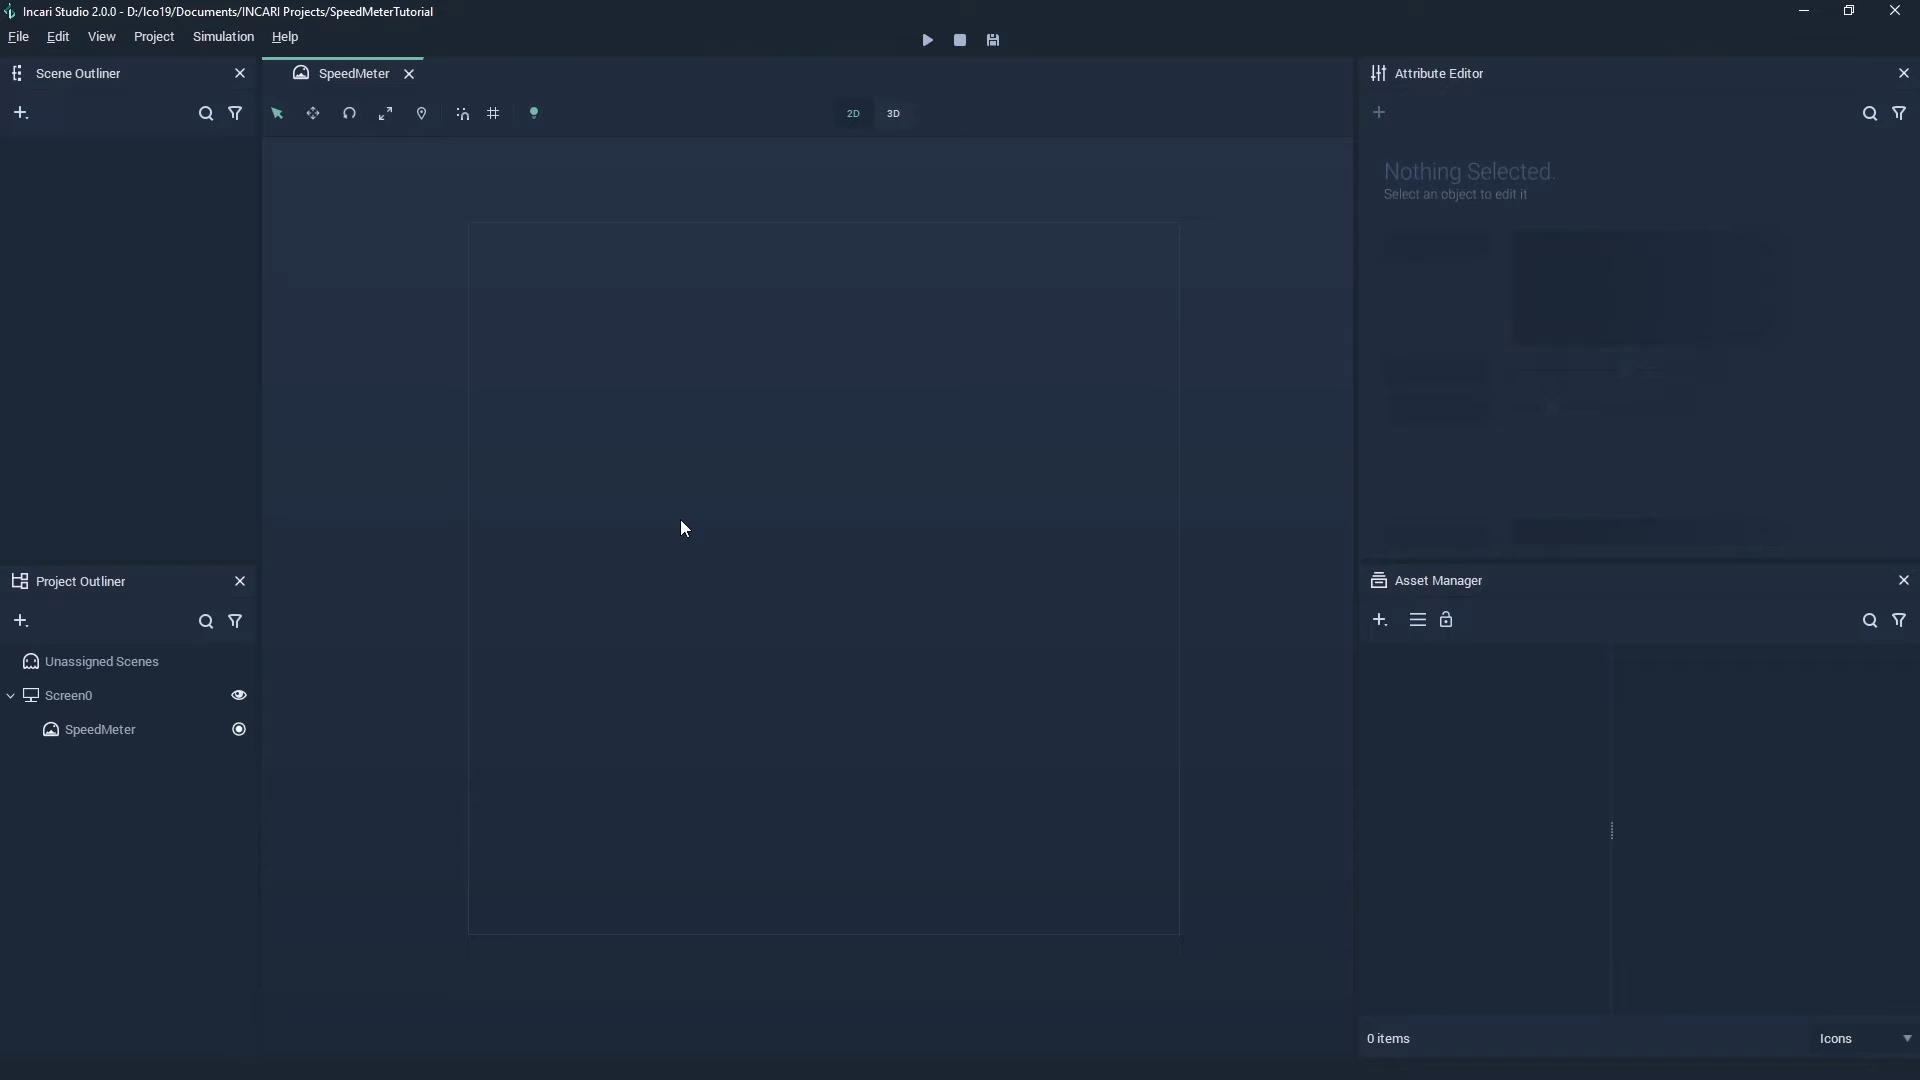 Incari Studio 2.0.0 - D:/Ico19/Documents/INCARI Projects/SpeedMeterTutorial
File Edit View Project Simulation Help
Scene Outliner
SpeedMeter
Attribute Editor
2D 3D
Nothing Selected.
Select an object to edit it
Project Outliner
Asset Manager
Unassigned Scenes
Screen0
SpeedMeter
0 items
Icons